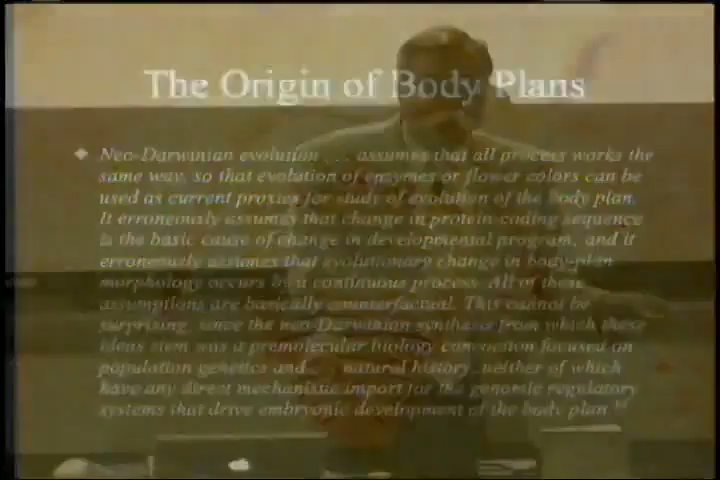 The Origin of Body Plans
Neo-Darwinian evolution . . . assumes that all process works the
same way, so that evolution of enzymes or flower colors can be
used as current proxies for study of evolution of the body plan.
It erroneously assumes that change in protein-coding sequence
is the basic cause of change in developmental program; and it
erroneously assumes that evolutionary change in body-plan
morphology occurs by a continuous process. All of these
assumptions are basically counterfactual. This cannot be
surprising, since the neo-Darwinian synthesis from which these
ideas stem was a premolecular biology concoction focused on
population genetics and . . . natural history, neither of which
have any direct mechanistic import for the genomic regulatory
systems that drive embryonic development of the body plan.